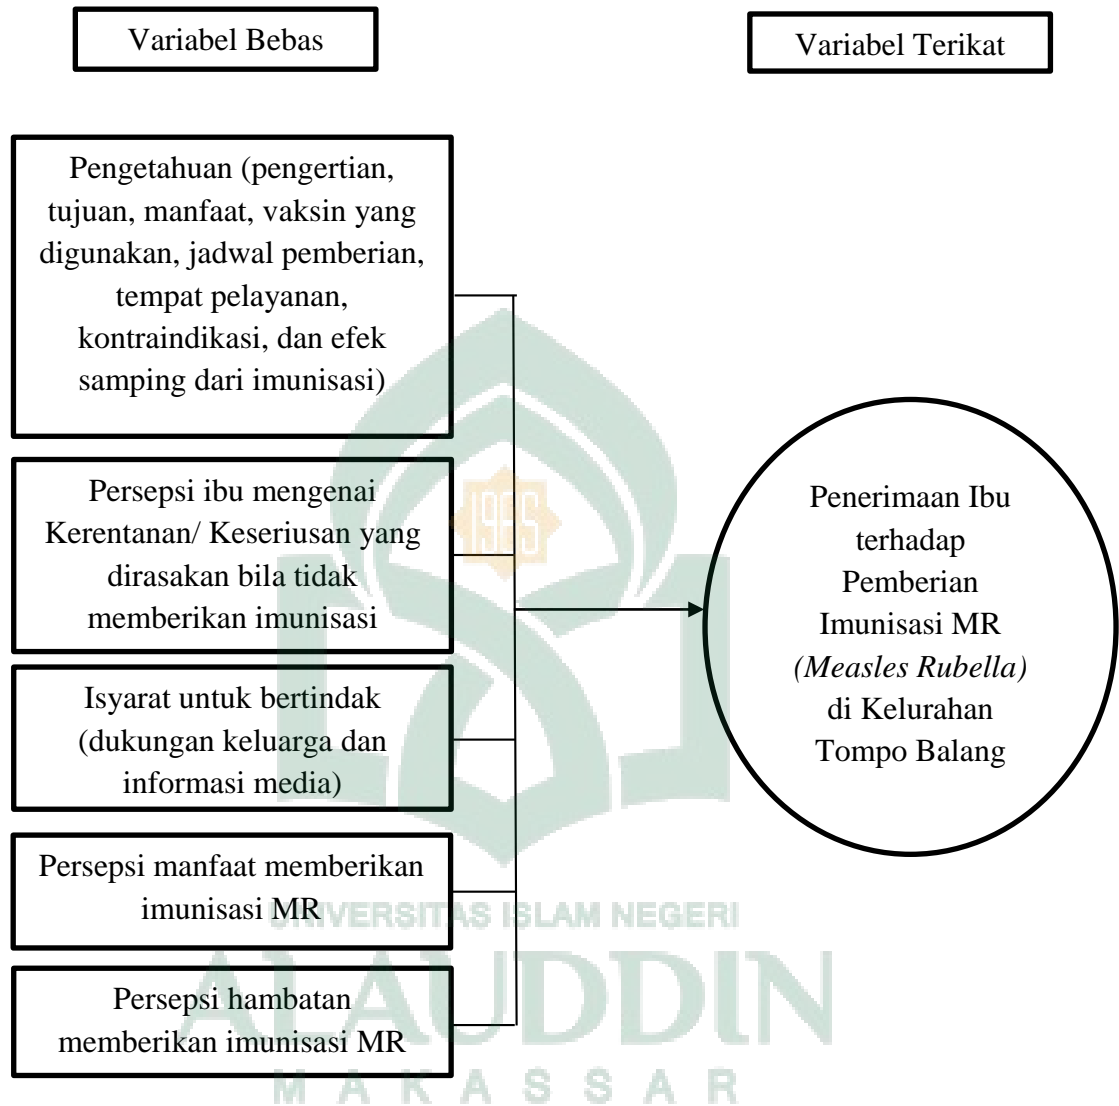 Variabel Bebas
Variabel Terikat
Pengetahuan (pengertian,
tujuan, manfaat, vaksin yang
digunakan, jadwal pemberian,
tempat pelayanan,
kontraindikasi, dan efek
samping dari imunisasi)
Persepsi ibu mengenai
Kerentanan/ Keseriusan yang
dirasakan bila tidak
memberikan imunisasi
Isyarat untuk bertindak
(dukungan keluarga dan
informasi media)
Persepsi manfaat memberikan
imunisasi MR
Persepsi hambatan
memberikan imunisasi MR
Penerimaan Ibu
terhadap
Pemberian
Imunisasi MR
(Measles Rubella)
di Kelurahan
Tompo Balang
1965
UNIVERSITAS ISLAM NEGERI
ALAUDDIN
MAKASSAR